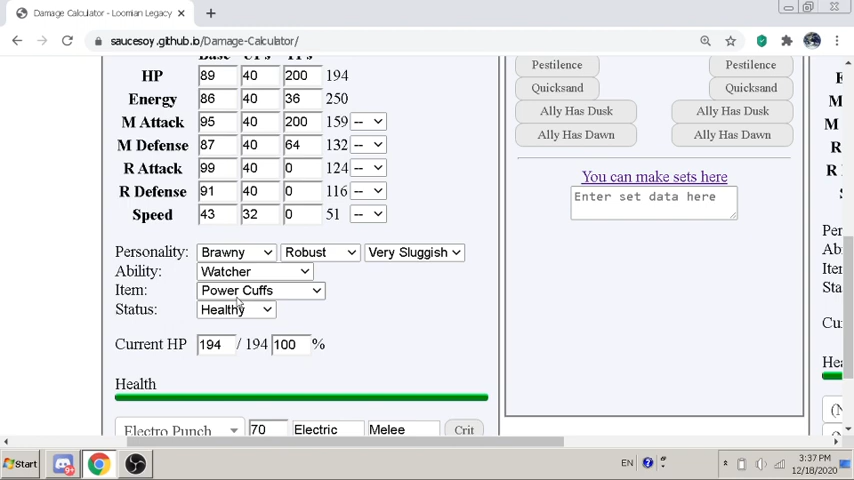 Damage Calculator - Loomian Legacy
saucesoy.github.io/Damage-Calculator/
HP 89 40 200 194
Energy 86 40 36 250
M Attack 95 40 200 159 --
M Defense 87 40 64 132 --
R Attack 99 40 0 124 --
R Defense 91 40 0 116 --
Speed 43 32 0 51 --
Personality: Brawny Robust Very Sluggish
Ability: Watcher
Item: Power Cuffs
Status: Healthy
Current HP 194 / 194 100 %
Health
Electro Punch 70 Electric Melee Crit
Pestilence Pestilence
Quicksand Quicksand
Ally Has Dusk Ally Has Dusk
Ally Has Dawn Ally Has Dawn
You can make sets here
Enter set data here
Start
EN
3:37 PM
12/18/2020